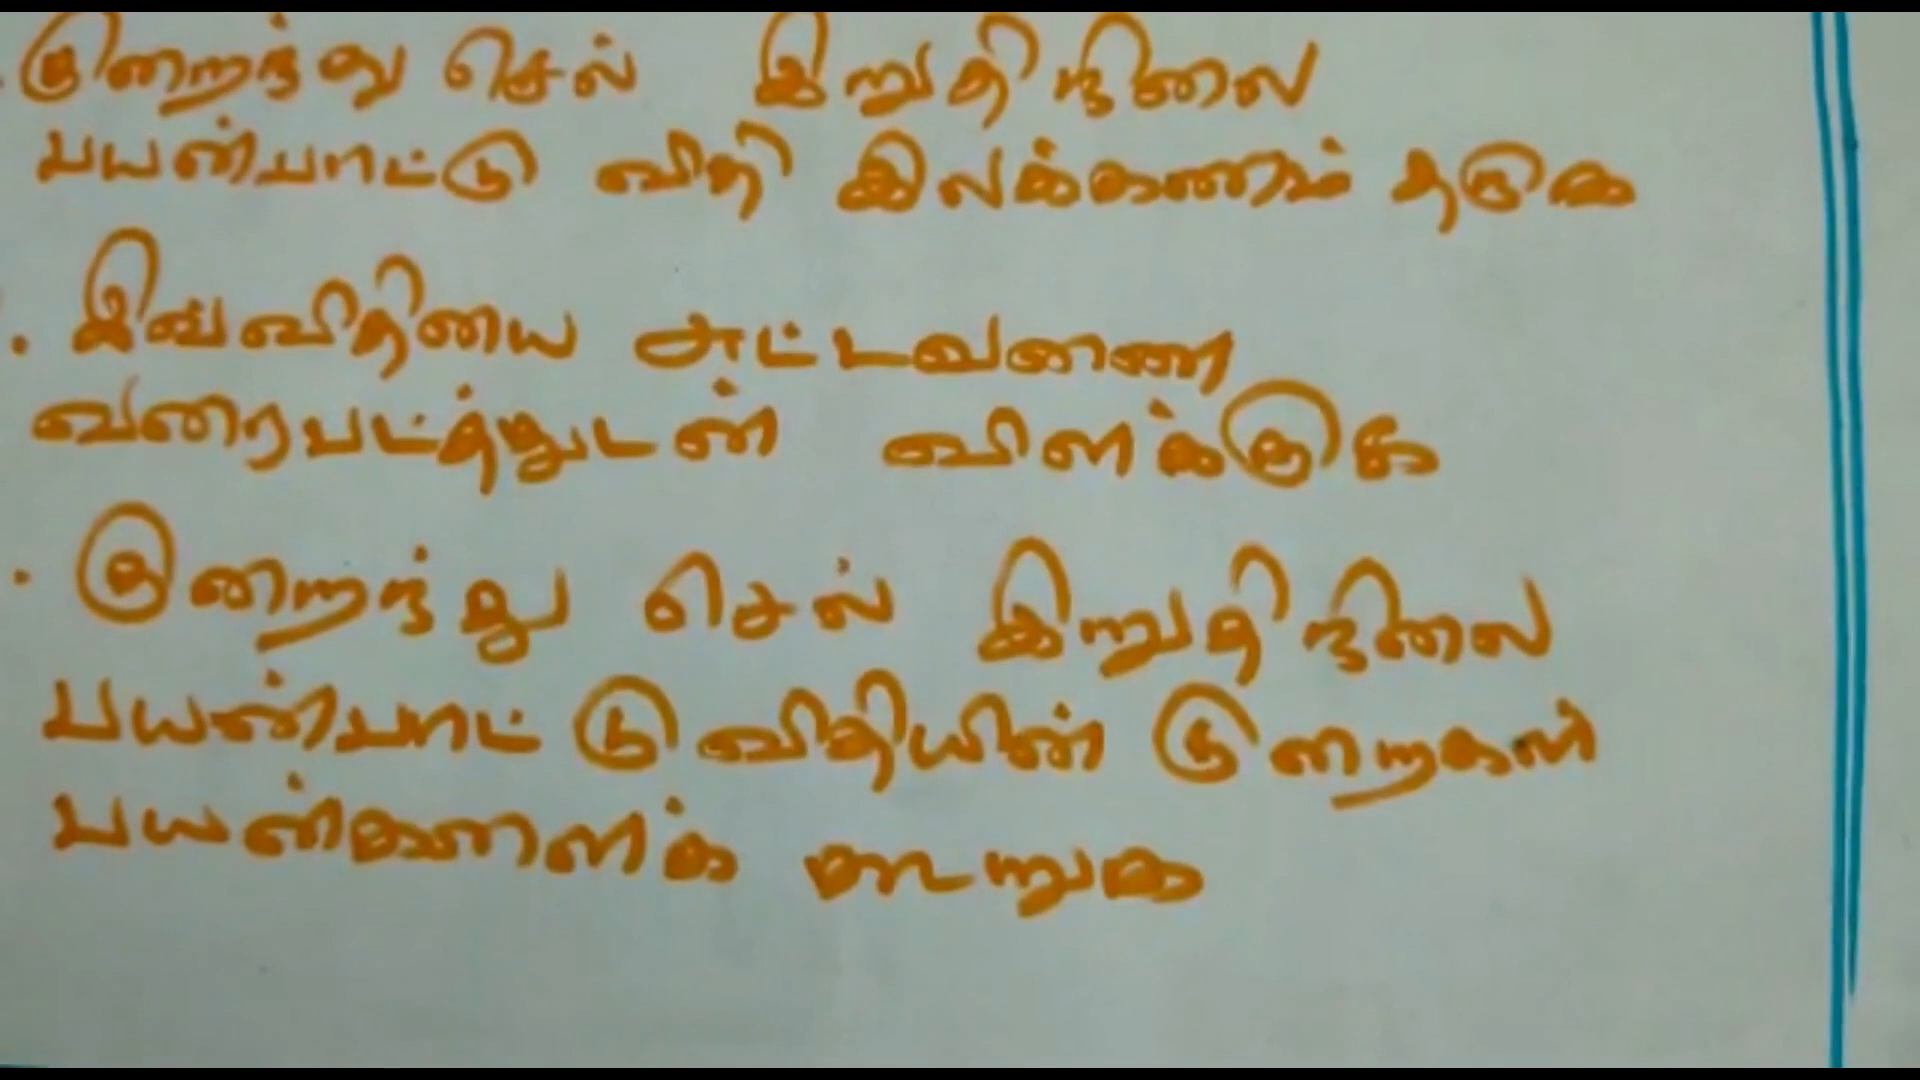 . குறைந்து செல் இறுதிநிலை
பயன்பாட்டு விதி இலக்கணம் தருக
. இவ்விதியை அட்டவணை
வரைபடத்துடன் விளக்குக
. குறைந்து செல் இறுதிநிலை
பயன்பாட்டு விதியின் குறைகள்
பயன்களைக் கூறுக